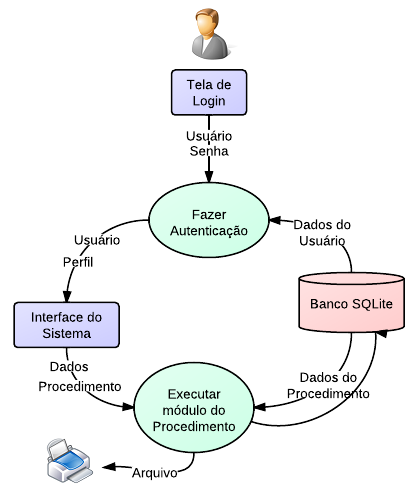 Tela de
Login
Usuário
Senha
Fazer
Autenticação
Dados do
Usuário
Usuário
Perfil
Banco SQLite
Interface do
Sistema
Dados
Procedimento
Dados do
Procedimento
Executar
módulo do
Procedimento
Arquivo